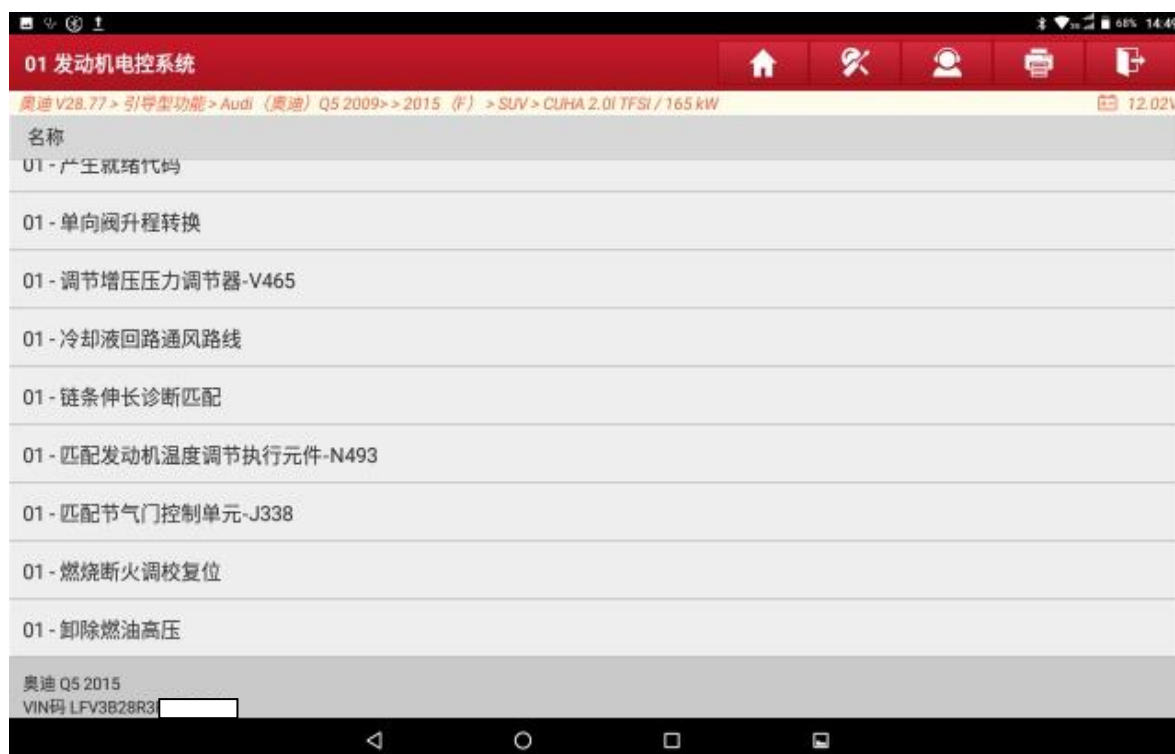 68% 14:49
01 发动机电控系统
奥迪 V28.77 > 引导型功能 > Audi（奥迪）Q5 2009>> 2015（F）> SUV > CUHA 2.0l TFSI / 165 kW 12.02V
名称
01 - 产生就绪代码
01 - 单向阀升程转换
01 - 调节增压压力调节器-V465
01 - 冷却液回路通风路线
01 - 链条伸长诊断匹配
01 - 匹配发动机温度调节执行元件-N493
01 - 匹配节气门控制单元-J338
01 - 燃烧断火调校复位
01 - 卸除燃油高压
奥迪 Q5 2015
VIN码 LFV3B28R3